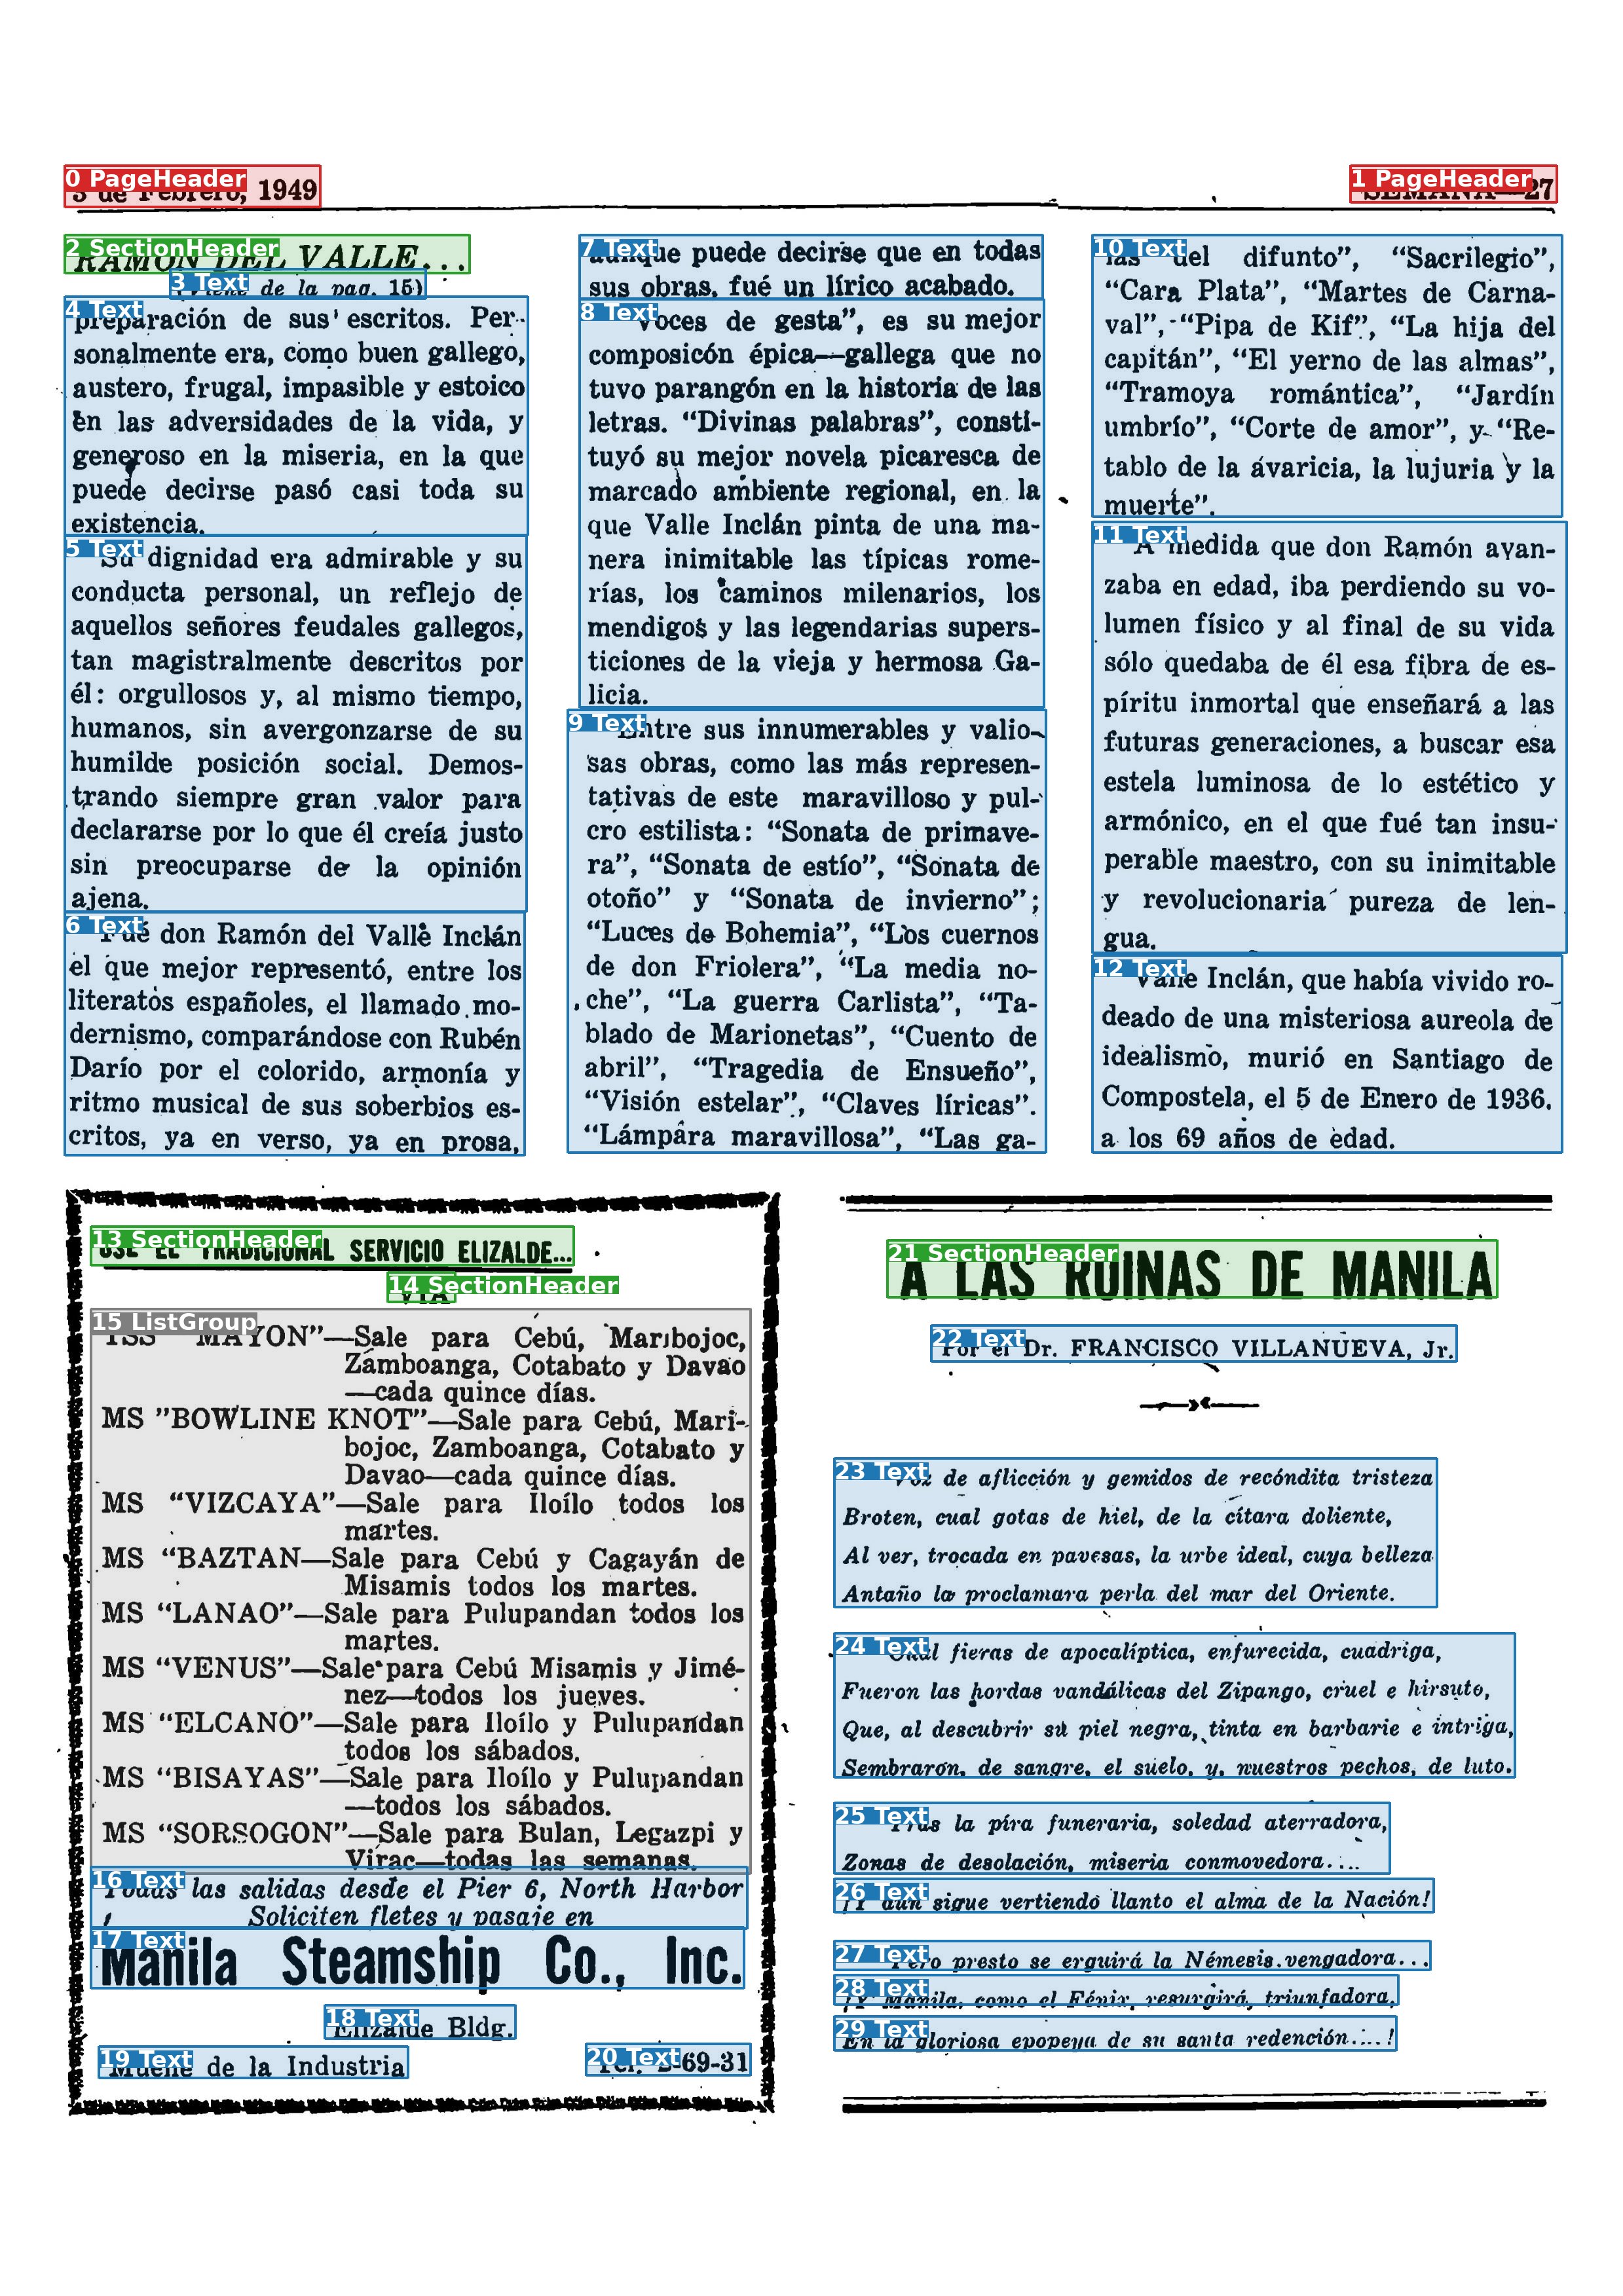 3 de Febrero, 1949
SEMANA—27
RAMON DEL VALLE...
(Viene de la pag. 15)
preparación de sus escritos. Per-
sonalmente era, como buen gallego,
austero, frugal, impasible y estoico
en las adversidades de la vida, y
generoso en la miseria, en la que
puede decirse pasó casi toda su
existencia.
Su dignidad era admirable y su
conducta personal, un reflejo de
aquellos señores feudales gallegos,
tan magistralmente descritos por
él: orgullosos y, al mismo tiempo,
humanos, sin avergonzarse de su
humilde posición social. Demos-
trando siempre gran valor para
declararse por lo que él creía justo
sin preocuparse de la opinión
ajena.
Fué don Ramón del Valle Inclán
el que mejor representó, entre los
literatos españoles, el llamado mo-
dernismo, comparándose con Rubén
Darío por el colorido, armonía y
ritmo musical de sus soberbios es-
critos, ya en verso, ya en prosa,
aunque puede decirse que en todas
sus obras, fué un lírico acabado.
"Voces de gesta", es su mejor
composicón épica—gallega que no
tuvo parangón en la historia de las
letras. "Divinas palabras", consti-
tuyó su mejor novela picaresca de
marcado ambiente regional, en la
que Valle Inclán pinta de una ma-
nera inimitable las típicas rome-
rías, los caminos milenarios, los
mendigos y las legendarias supers-
ticiones de la vieja y hermosa Ga-
licia.
Entre sus innumerables y valio-
sas obras, como las más represen-
tativas de este maravilloso y pul-
cro estilista: "Sonata de primave-
ra", "Sonata de estío", "Sonata de
otoño" y "Sonata de invierno";
"Luces de Bohemia", "Los cuernos
de don Friolera", "La media no-
che", "La guerra Carlista", "Ta-
blado de Marionetas", "Cuento de
abril", "Tragedia de Ensueño",
"Visión estelar", "Claves líricas".
"Lámpara maravillosa", "Las ga-
las del difunto", "Sacrilegio",
"Cara Plata", "Martes de Carna-
val", "Pipa de Kif", "La hija del
capitán", "El yerno de las almas",
"Tramoya romántica", "Jardín
umbrío", "Corte de amor", y "Re-
tablo de la avaricia, la lujuria y la
muerte".
A medida que don Ramón avan-
zaba en edad, iba perdiendo su vo-
lumen físico y al final de su vida
sólo quedaba de él esa fibra de es-
píritu inmortal que enseñará a las
futuras generaciones, a buscar esa
estela luminosa de lo estético y
armónico, en el que fué tan insu-
perable maestro, con su inimitable
y revolucionaria pureza de len-
gua.
Valle Inclán, que había vivido ro-
deado de una misteriosa aureola de
idealismo, murió en Santiago de
Compostela, el 5 de Enero de 1936.
a los 69 años de edad.
USE EL TRADICIONAL SERVICIO ELIZALDE...
VIA
TSS "MAYON"—Sale para Cebú, Maribojoc,
Zamboanga, Cotabato y Davao
—cada quince días.
MS "BOWLINE KNOT"—Sale para Cebú, Mari-
bojoc, Zamboanga, Cotabato y
Davao—cada quince días.
MS "VIZCAYA"—Sale para Iloílo todos los
martes.
MS "BAZTAN—Sale para Cebú y Cagayán de
Misamis todos los martes.
MS "LANAO"—Sale para Pulupandan todos los
martes.
MS "VENUS"—Sale para Cebú Misamis y Jimé-
nez—todos los jueves.
MS "ELCANO"—Sale para Iloílo y Pulupandan
todos los sábados.
MS "BISAYAS"—Sale para Iloílo y Pulupandan
—todos los sábados.
MS "SORSOGON"—Sale para Bulan, Legazpi y
Virac—todas las semanas.
Todas las salidas desde el Pier 6, North Harbor
Soliciten fletes y pasaje en
Manila Steamship Co., Inc.
Elizalde Bldg.
Muelle de la Industria
Tel. 2-69-31
A LAS RUINAS DE MANILA
Por el Dr. FRANCISCO VILLANUEVA, Jr.
Voz de aflicción y gemidos de recóndita tristeza
Broten, cual gotas de hiel, de la cítara doliente,
Al ver, trocada en pavesas, la urbe ideal, cuya belleza
Antaño la proclamara perla del mar del Oriente.
Cual fieras de apocalíptica, enfurecida, cuadriga,
Fueron las hordas vandálicas del Zipango, cruel e hirsuto,
Que, al descubrir su piel negra, tinta en barbarie e intriga,
Sembraron, de sangre, el suelo, y, nuestros pechos, de luto.
Tras la pira funeraria, soledad aterradora,
Zonas de desolación, miseria conmovedora....
¡Y aun sigue vertiendo llanto el alma de la Nación!
Pero presto se erguirá la Némesis vengadora...
¡Y Manila, como el Fénix, resurgirá, triunfadora,
En la gloriosa epopeya de su santa redención....!